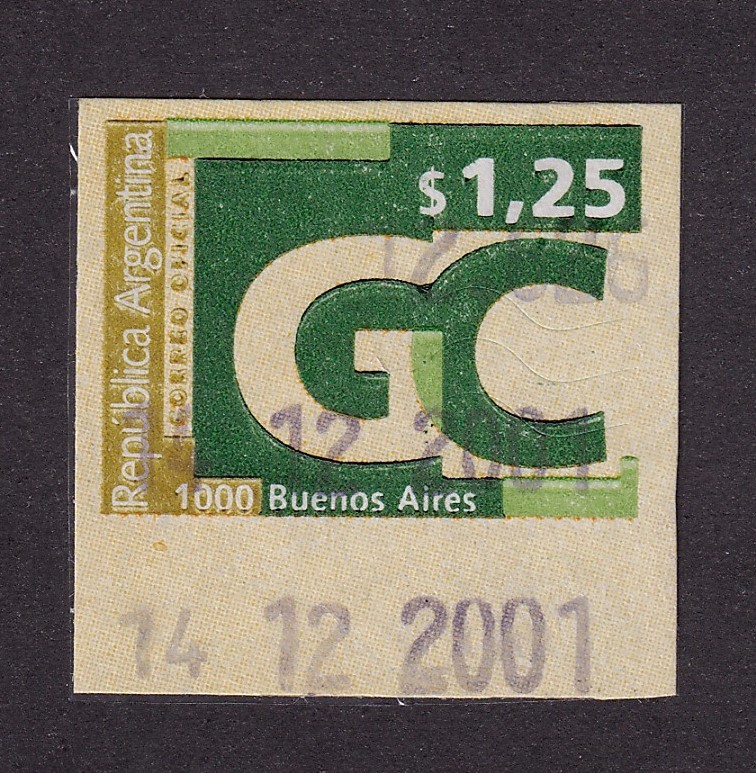 República Argentina
CORREO OFICIAL
$ 1,25
GC
12 2001
1000 Buenos Aires
14 12 2001